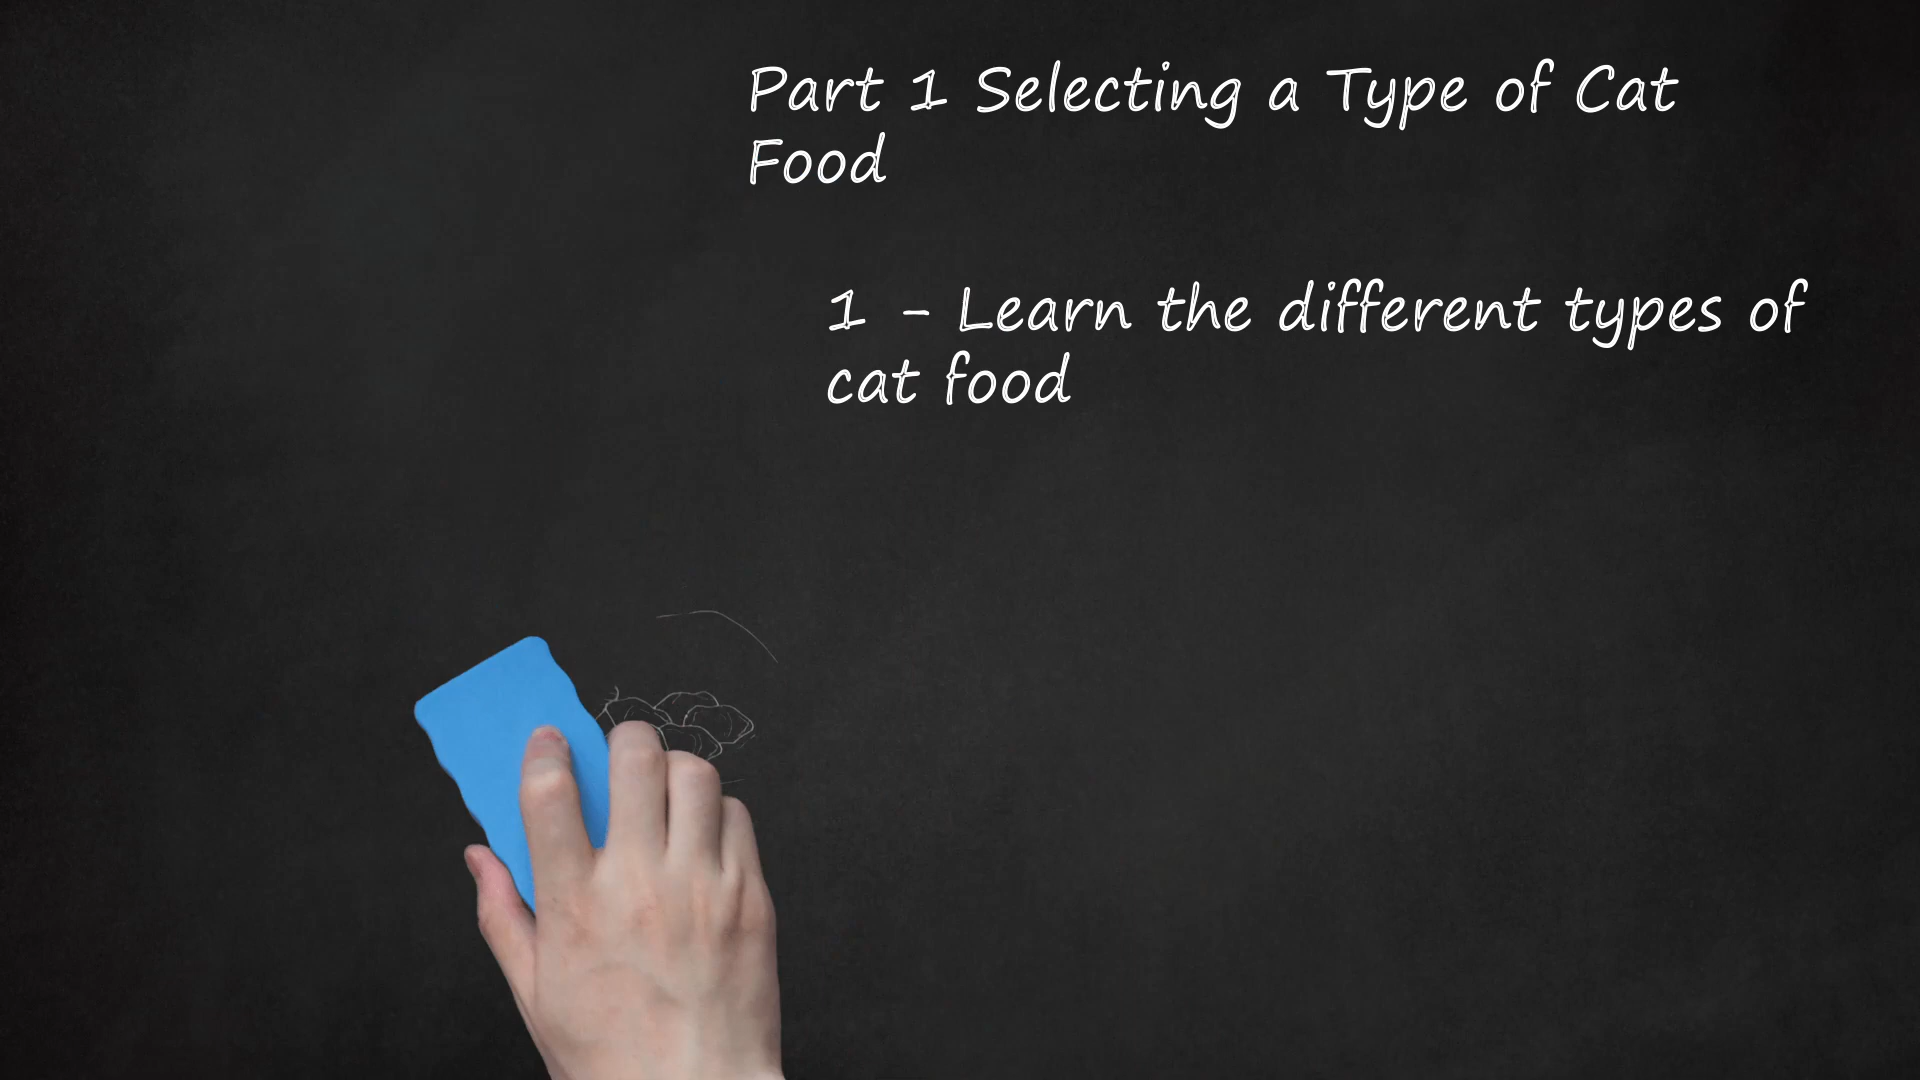 Part 1 Selecting a Type of Cat
Food
1 - Learn the different types of
cat food